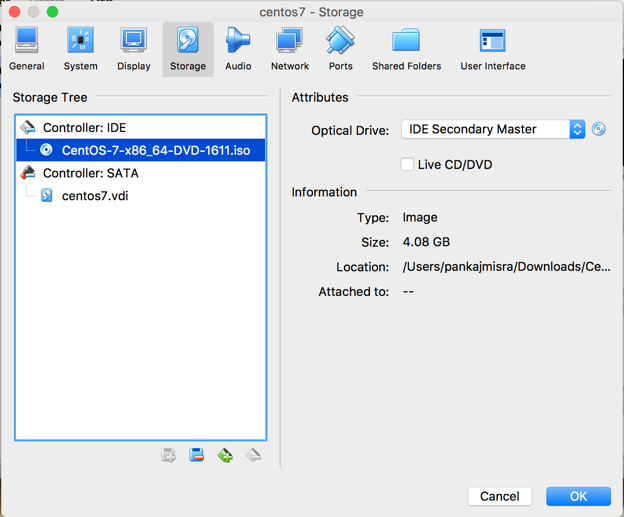 centos7 - Storage
General System Display Storage Audio Network Ports Shared Folders User Interface
Storage Tree
Controller: IDE
CentOS-7-x86_64-DVD-1611.iso
Controller: SATA
centos7.vdi
Attributes
Optical Drive: IDE Secondary Master
Live CD/DVD
Information
Type: Image
Size: 4.08 GB
Location: /Users/pankajmisra/Downloads/Ce...
Attached to: --
Cancel OK